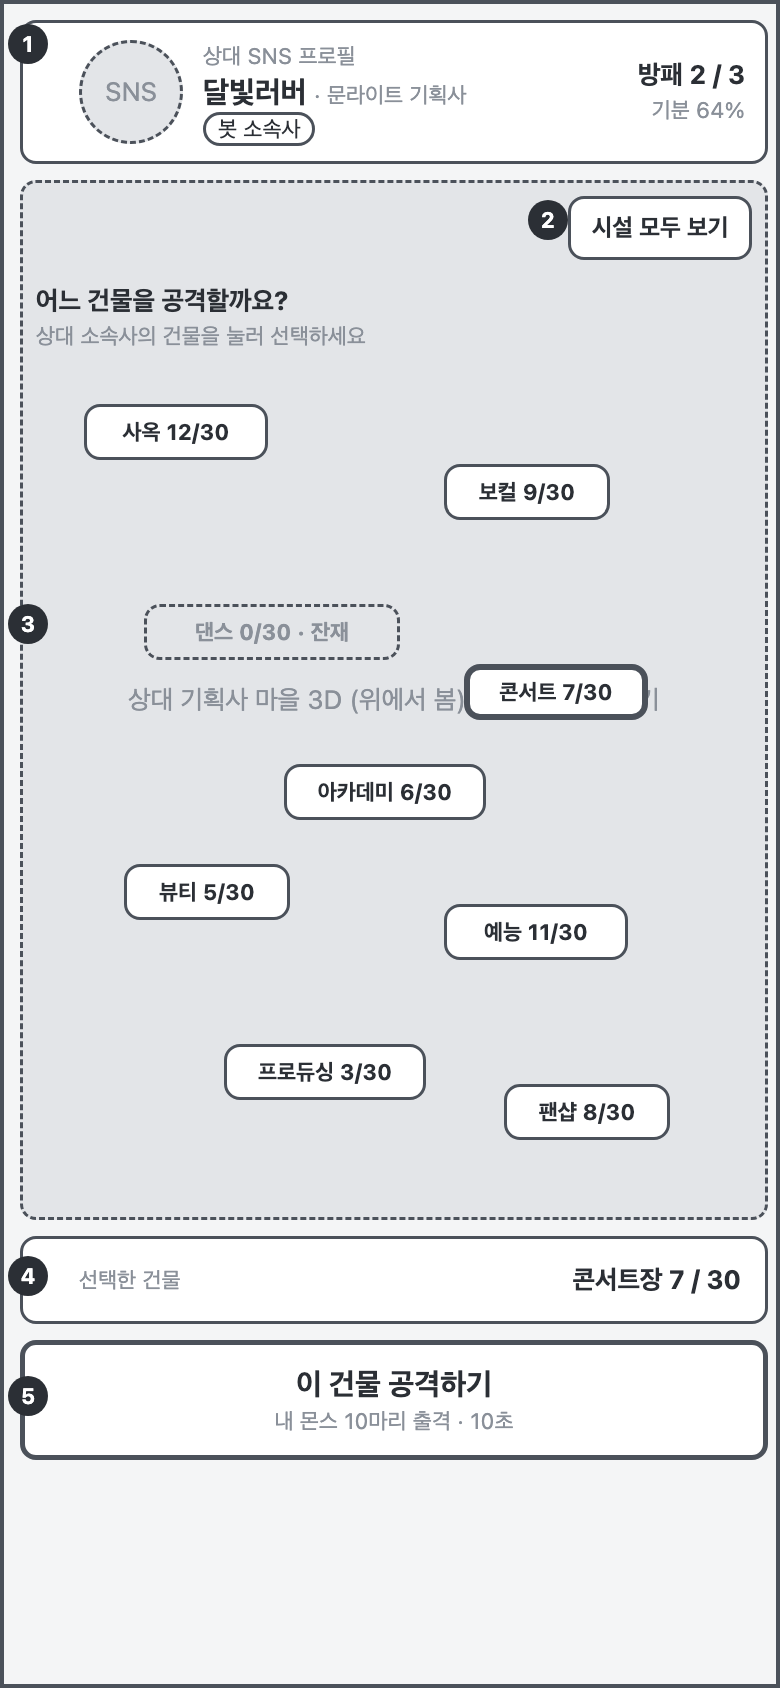 1
SNS
상대 SNS 프로필
달빛러버 · 문라이트 기획사
봇 소속사
방패 2 / 3
기분 64%
2
시설 모두 보기
어느 건물을 공격할까요?
상대 소속사의 건물을 눌러 선택하세요
사옥 12/30
보컬 9/30
3
댄스 0/30 · 잔재
상대 기획사 마을 3D (위에서 봄)
콘서트 7/30
아카데미 6/30
뷰티 5/30
예능 11/30
프로듀싱 3/30
팬샵 8/30
4
선택한 건물
콘서트장 7 / 30
5
이 건물 공격하기
내 몬스 10마리 출격 · 10초